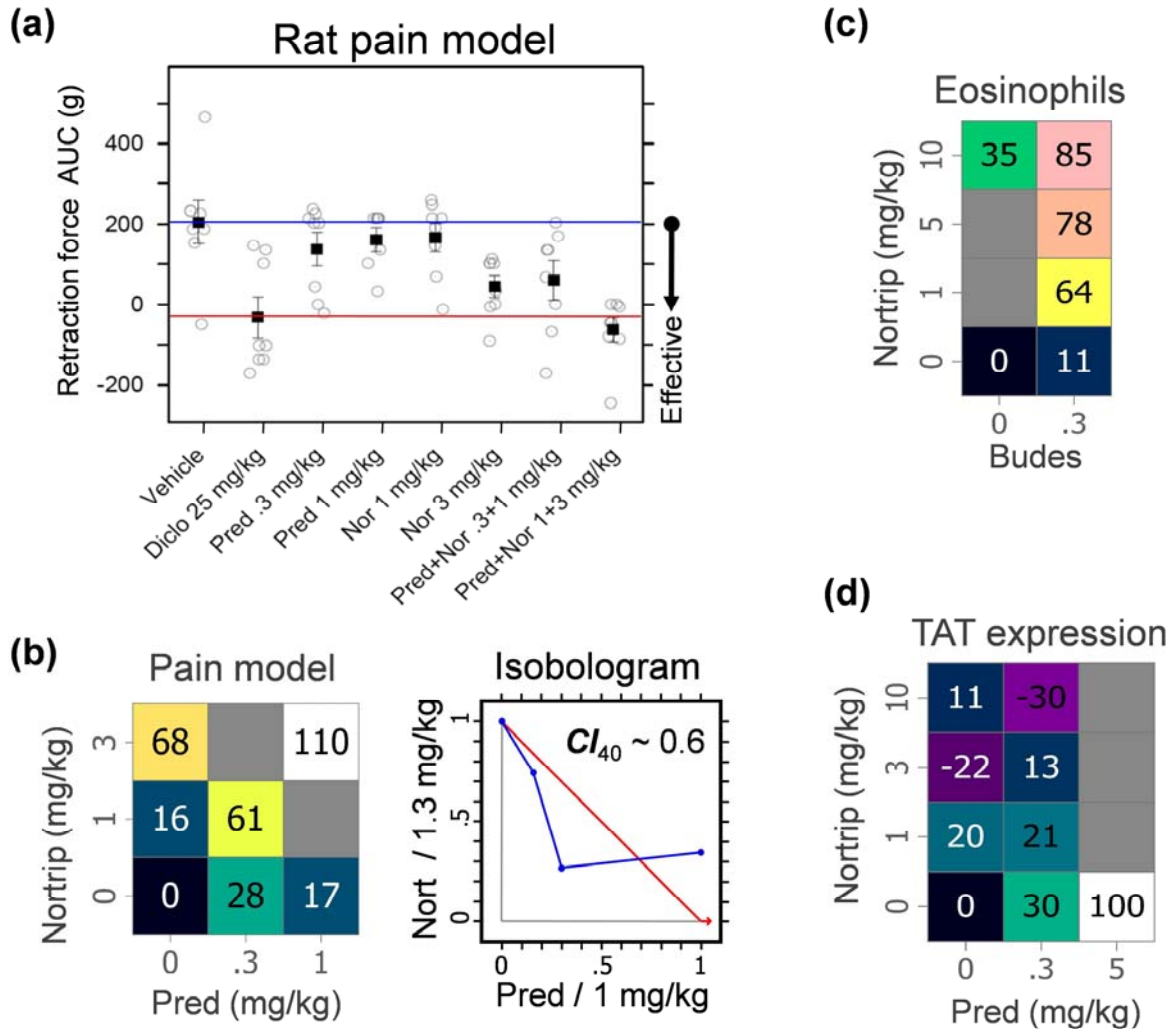 (a)
Rat pain model
Retraction force AUC (g)
400
200
0
-200
Effective
Vehicle
Diclo 25 mg/kg
Pred .3 mg/kg
Pred 1 mg/kg
Nor 1 mg/kg
Nor 3 mg/kg
Pred+Nor .3+1 mg/kg
Pred+Nor 1+3 mg/kg
(c)
Eosinophils
Nortrip (mg/kg)
10
35 85
5
78
1
64
0
0 11
0 .3
Budes
(b)
Pain model
Nortrip (mg/kg)
3
68 110
1
16 61
0
0 28 17
0 .3 1
Pred (mg/kg)
Isobologram
CI40 ~ 0.6
Nort / 1.3 mg/kg
1
.5
0
0 .5 1
Pred / 1 mg/kg
(d)
TAT expression
Nortrip (mg/kg)
10
11 -30
3
-22 13
1
20 21
0
0 30 100
0 .3 5
Pred (mg/kg)